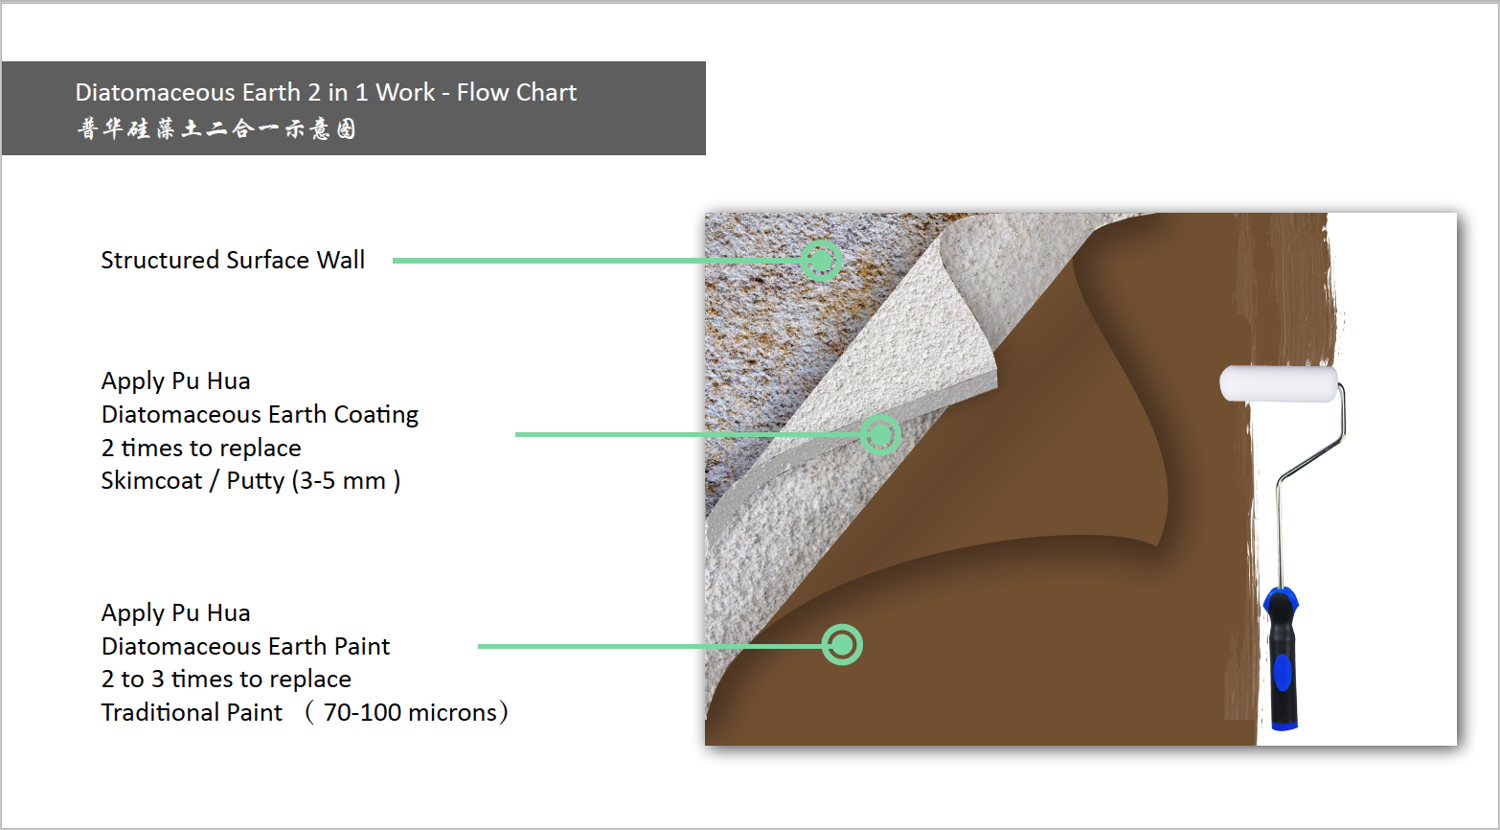 Diatomaceous Earth 2 in 1 Work - Flow Chart
普华硅藻土二合一示意图
Structured Surface Wall
Apply Pu Hua
Diatomaceous Earth Coating
2 times to replace
Skimcoat / Putty (3-5 mm )
Apply Pu Hua
Diatomaceous Earth Paint
2 to 3 times to replace
Traditional Paint （ 70-100 microns）